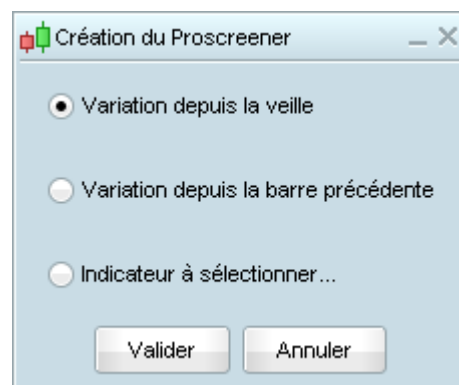 Création du Proscreener
Variation depuis la veille
Variation depuis la barre précédente
Indicateur à sélectionner...
Valider
Annuler